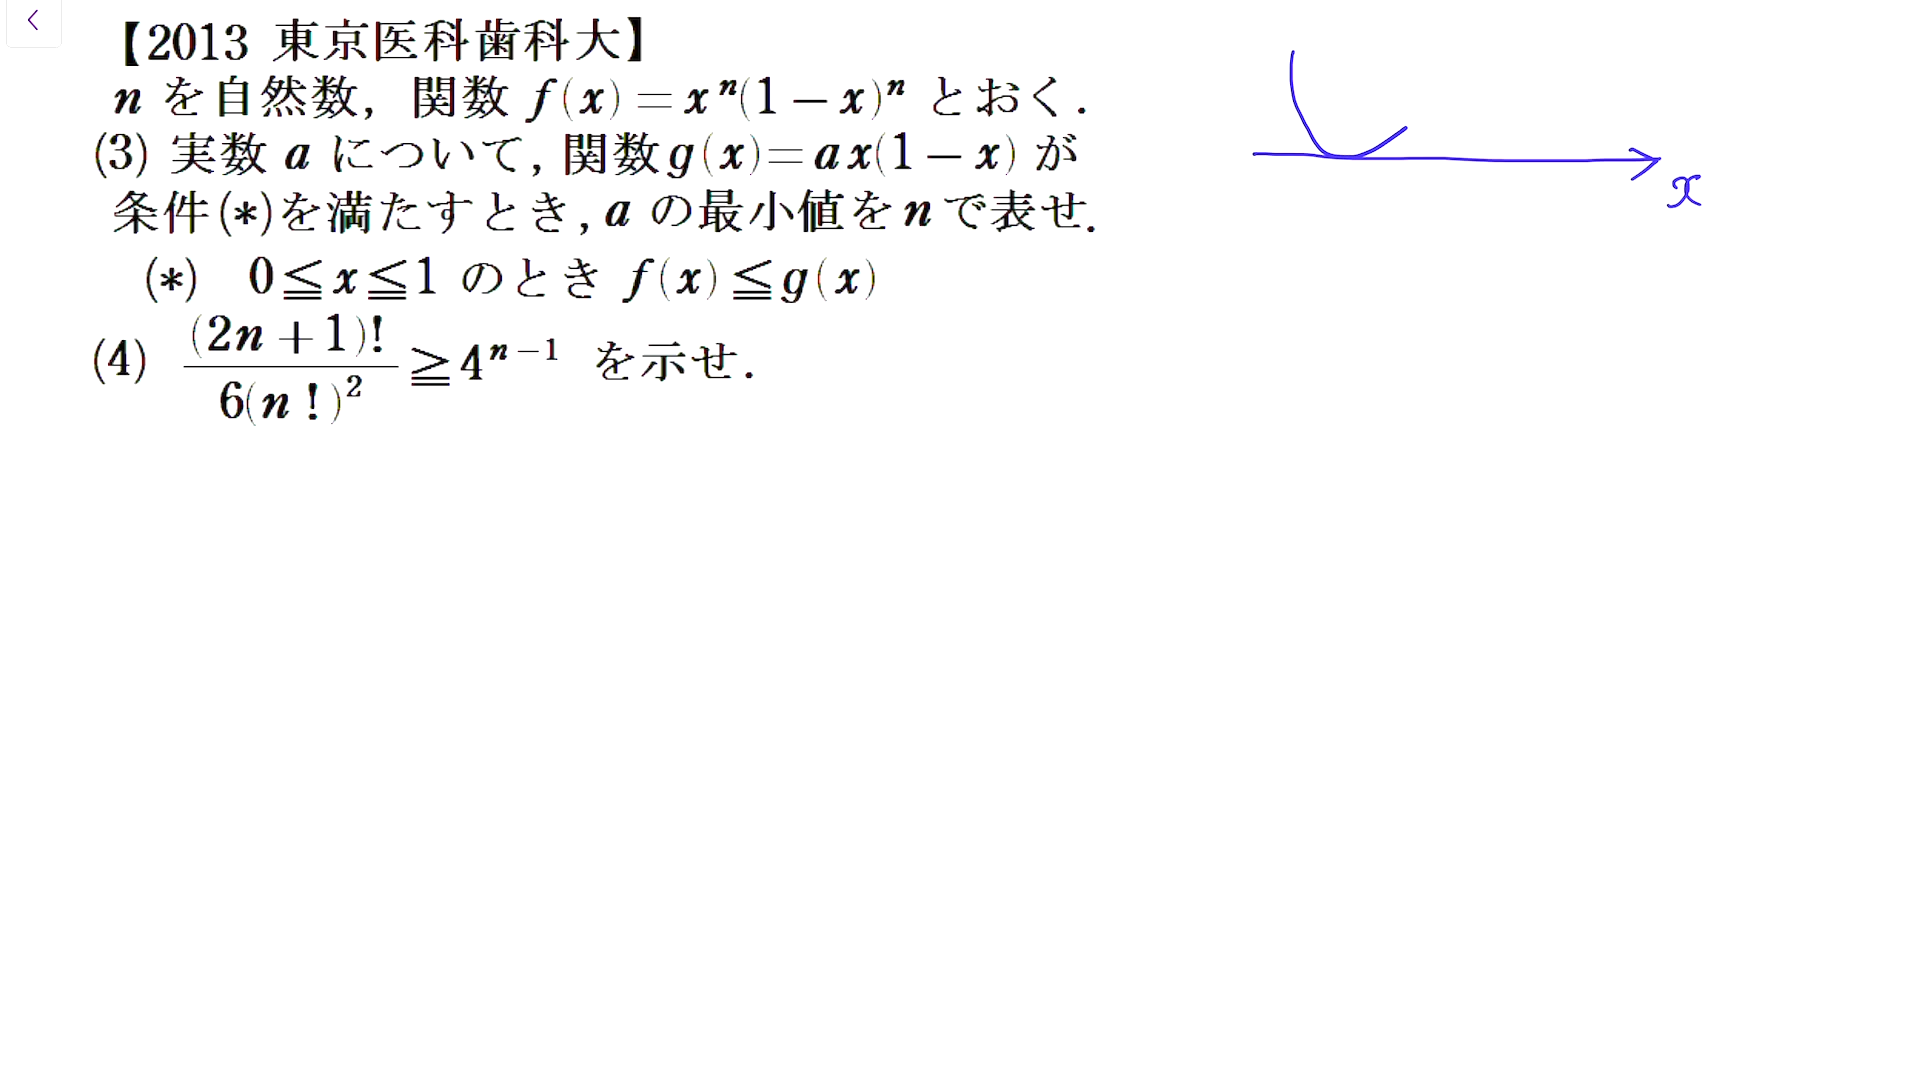 【2013 東京医科歯科大】
n を自然数, 関数 f(x)=xⁿ(1−x)ⁿ とおく.
(3) 実数 a について, 関数g(x)=ax(1−x) が
条件(*)を満たすとき, a の最小値をnで表せ.
(*) 0≦x≦1 のとき f(x)≦g(x)
(4) (2n+1)!/6(n!)² ≧4ⁿ⁻¹ を示せ.
x